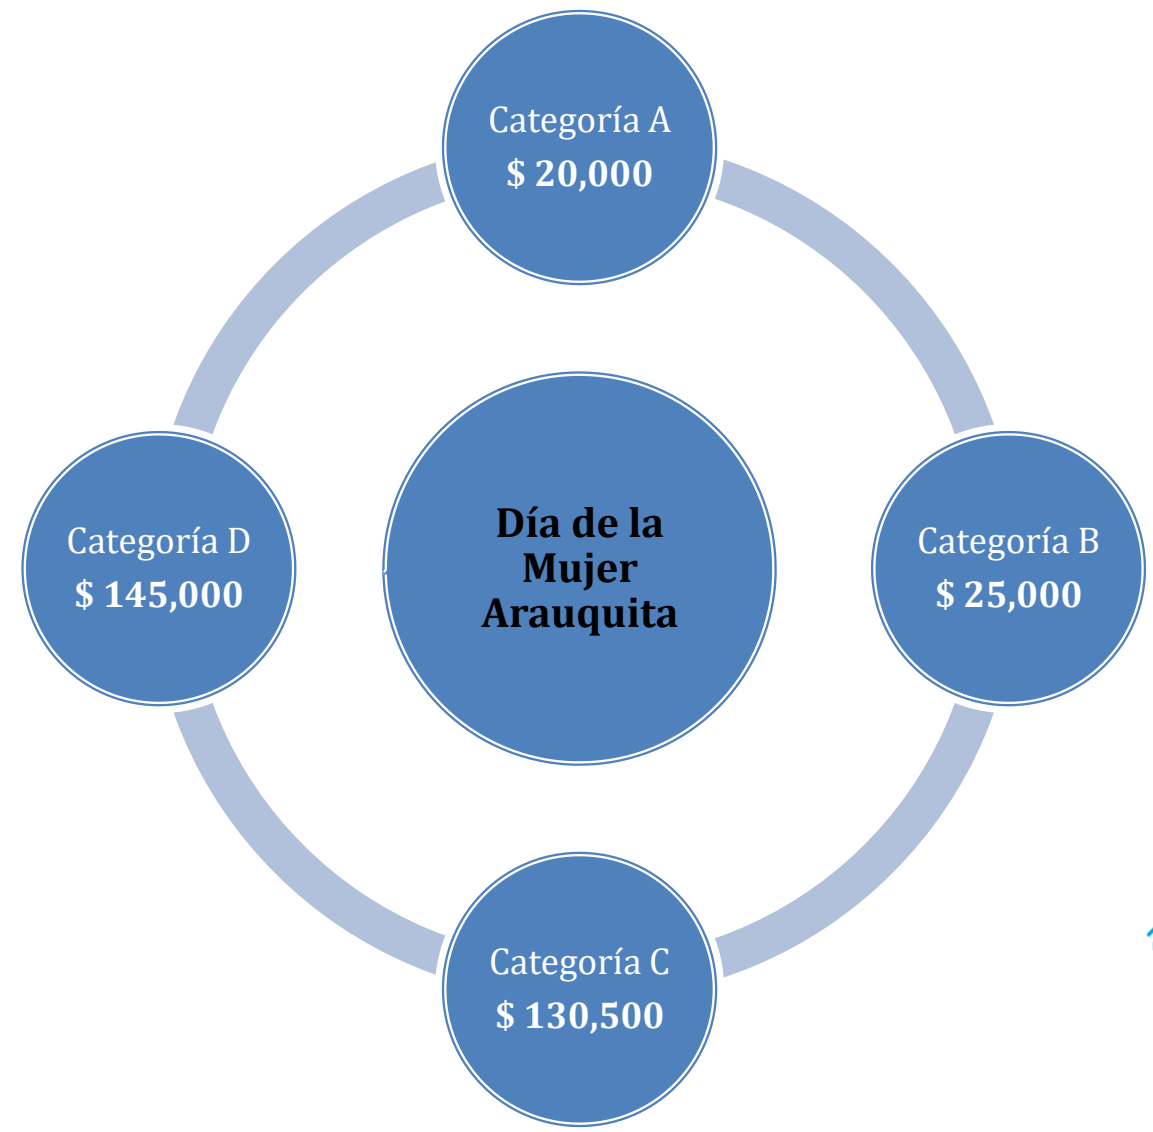 Categoría A
$ 20,000
Categoría D
$ 145,000
Día de la
Mujer
Arauquita
Categoría B
$ 25,000
Categoría C
$ 130,500